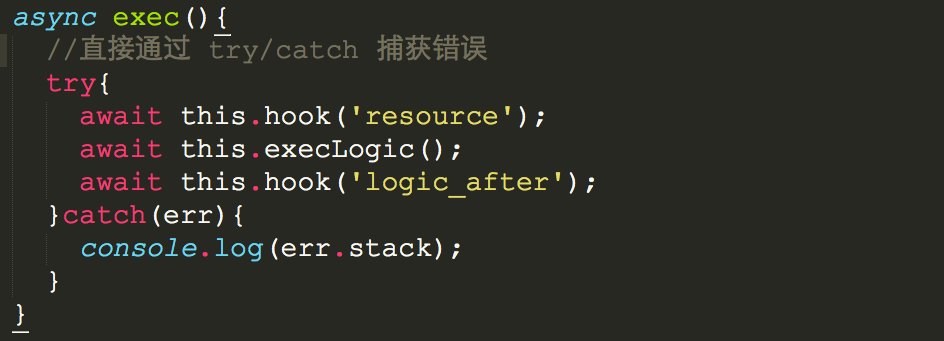 async exec(){
  //直接通过 try/catch 捕获错误
  try{
    await this.hook('resource');
    await this.execLogic();
    await this.hook('logic_after');
  }catch(err){
    console.log(err.stack);
  }
}